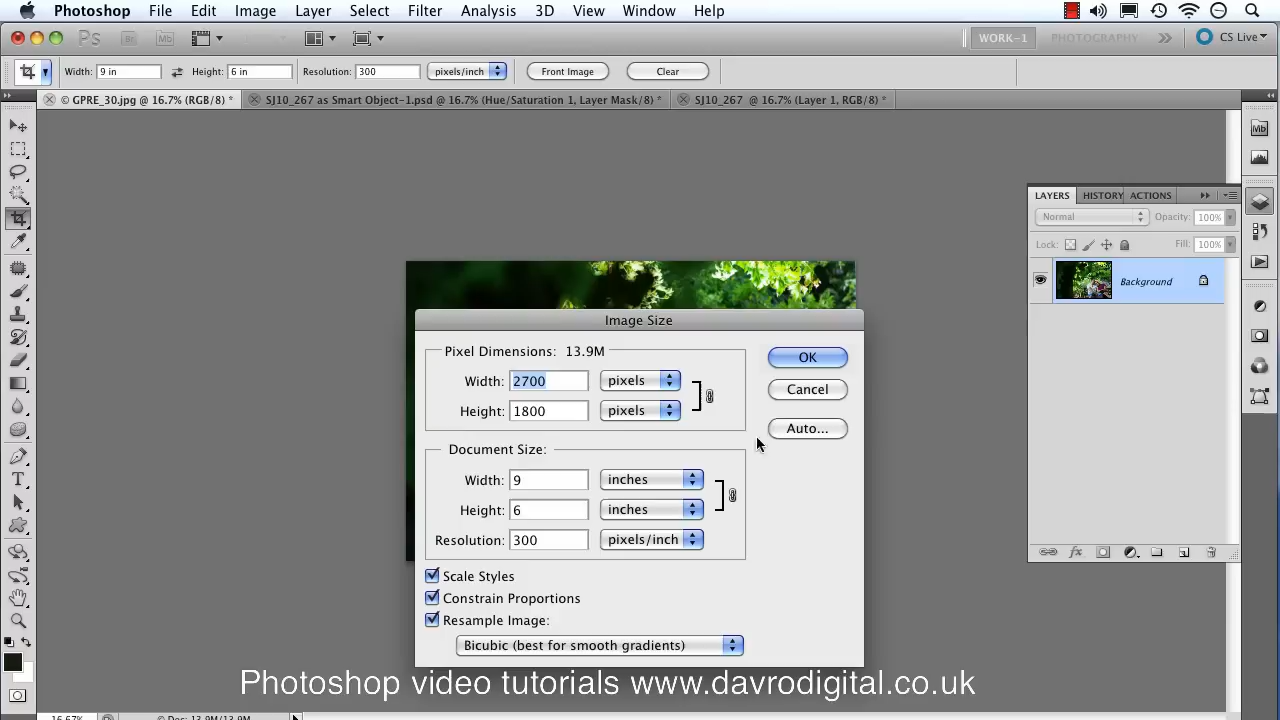 Photoshop File Edit Image Layer Select Filter Analysis 3D View Window Help
Ps Br Mb WORK-1 PHOTOGRAPHY CS Live
Width: 9 in Height: 6 in Resolution: 300 pixels/inch Front Image Clear
© GPRE_30.jpg @ 16.7% (RGB/8) * SJ10_267 as Smart Object-1.psd @ 16.7% (Hue/Saturation 1, Layer Mask/8) * SJ10_267 @ 16.7% (Layer 1, RGB/8) *
Mb
LAYERS HISTORY ACTIONS
Normal Opacity: 100%
Lock: Fill: 100%
Background
Image Size
Pixel Dimensions: 13.9M
Width: 2700 pixels
Height: 1800 pixels
OK
Cancel
Auto...
Document Size:
Width: 9 inches
Height: 6 inches
Resolution: 300 pixels/inch
Scale Styles
Constrain Proportions
Resample Image:
Bicubic (best for smooth gradients)
fx
T
Photoshop video tutorials www.davrodigital.co.uk
16.67% Doc: 13.9M/13.9M